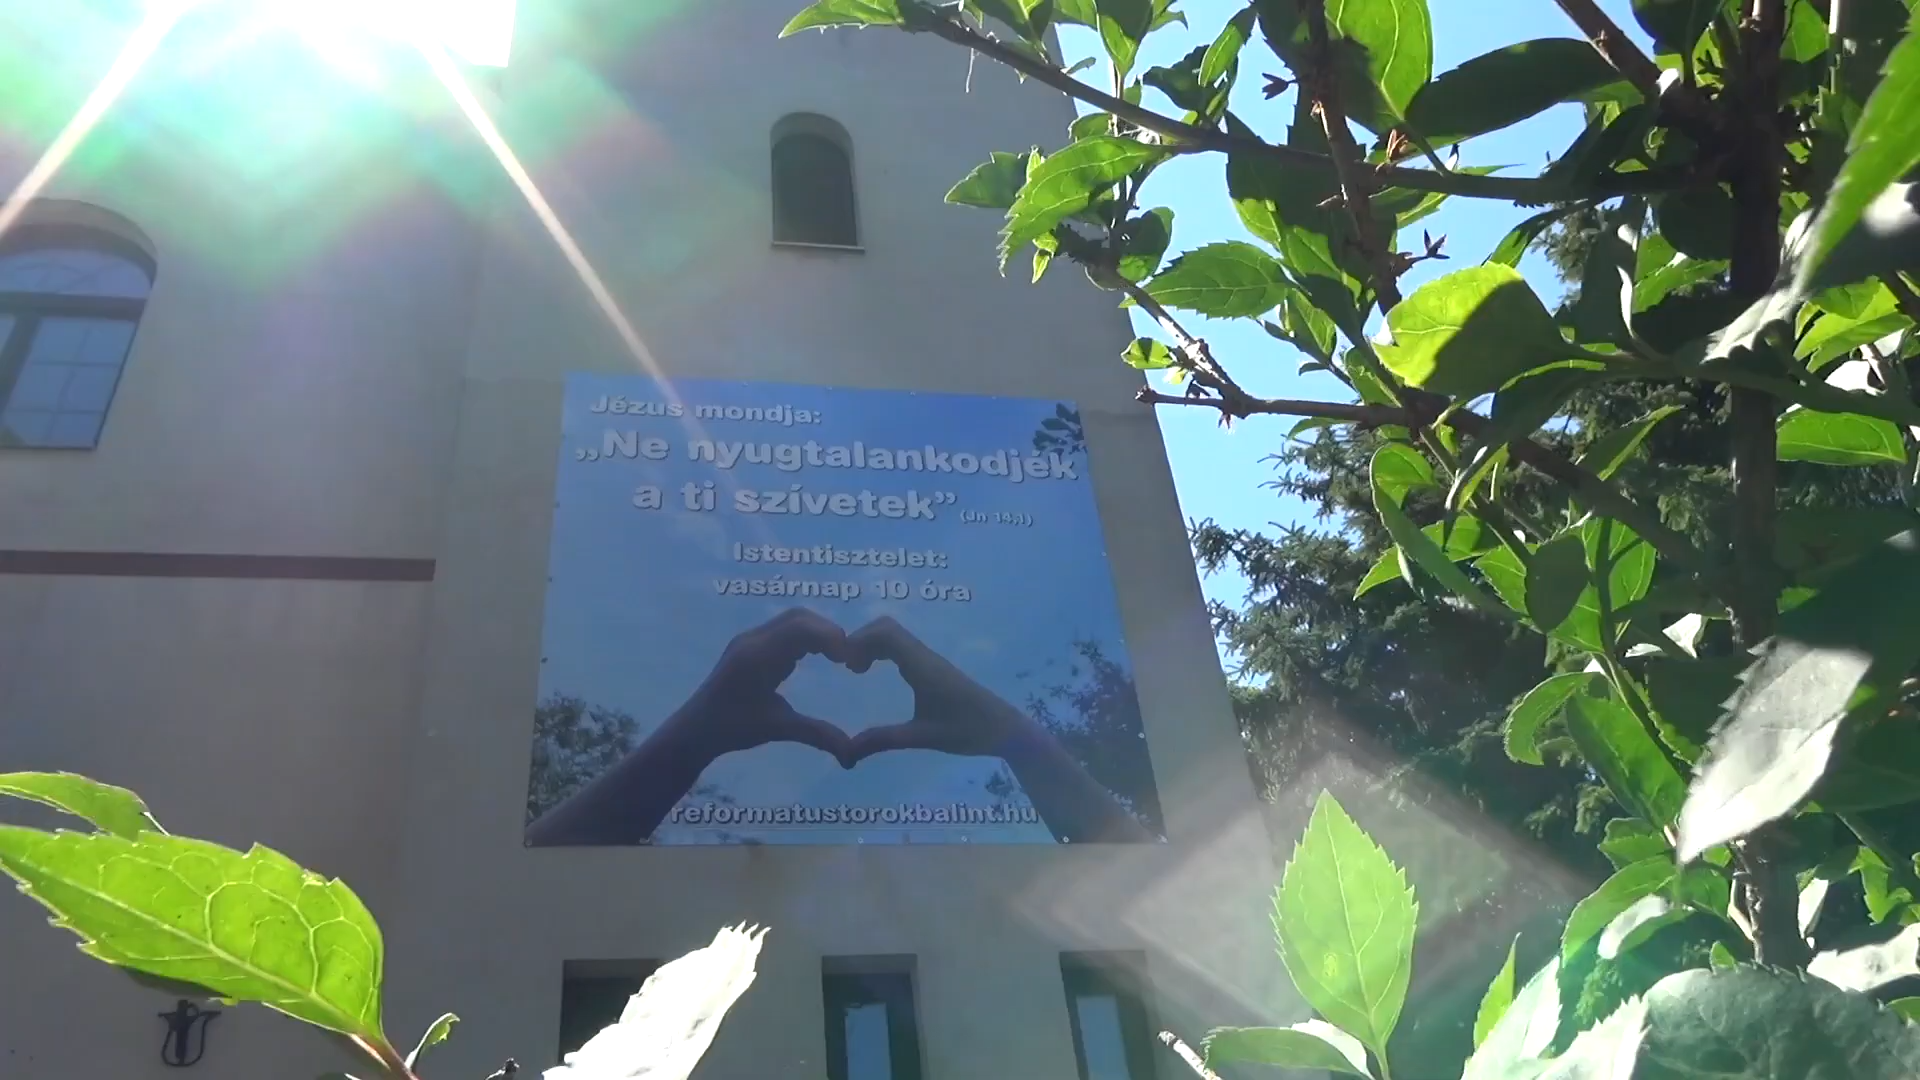 Jézus mondja:
„Ne nyugtalankodjék
a ti szívetek” (Jn 14,1)
Istentisztelet:
vasárnap 10 óra
reformatustorokbalint.hu